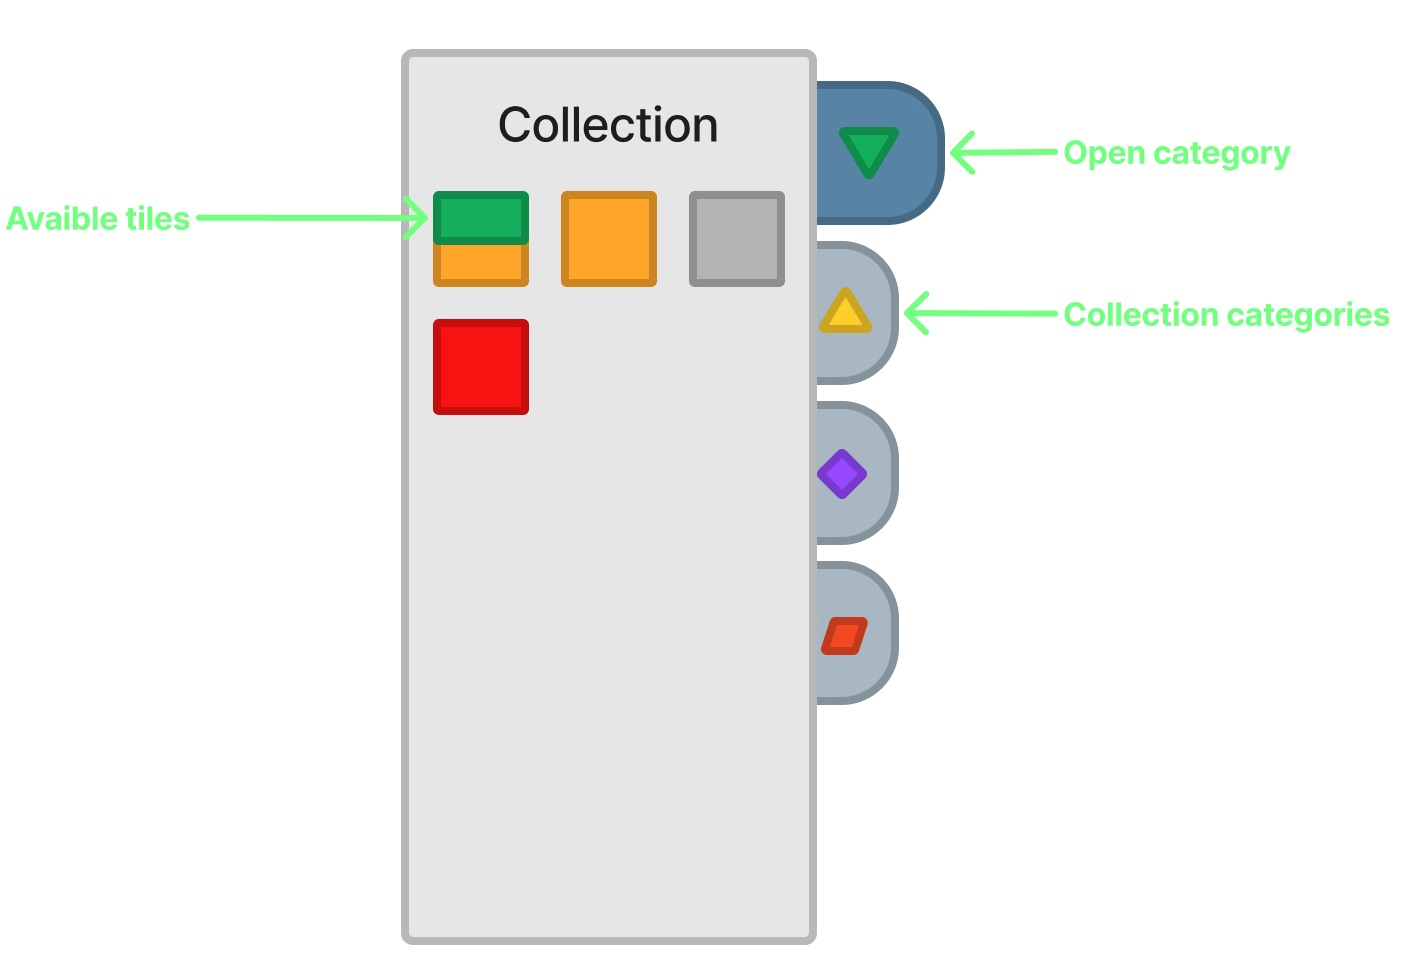 Collection
Open category
Avaible tiles
Collection categories